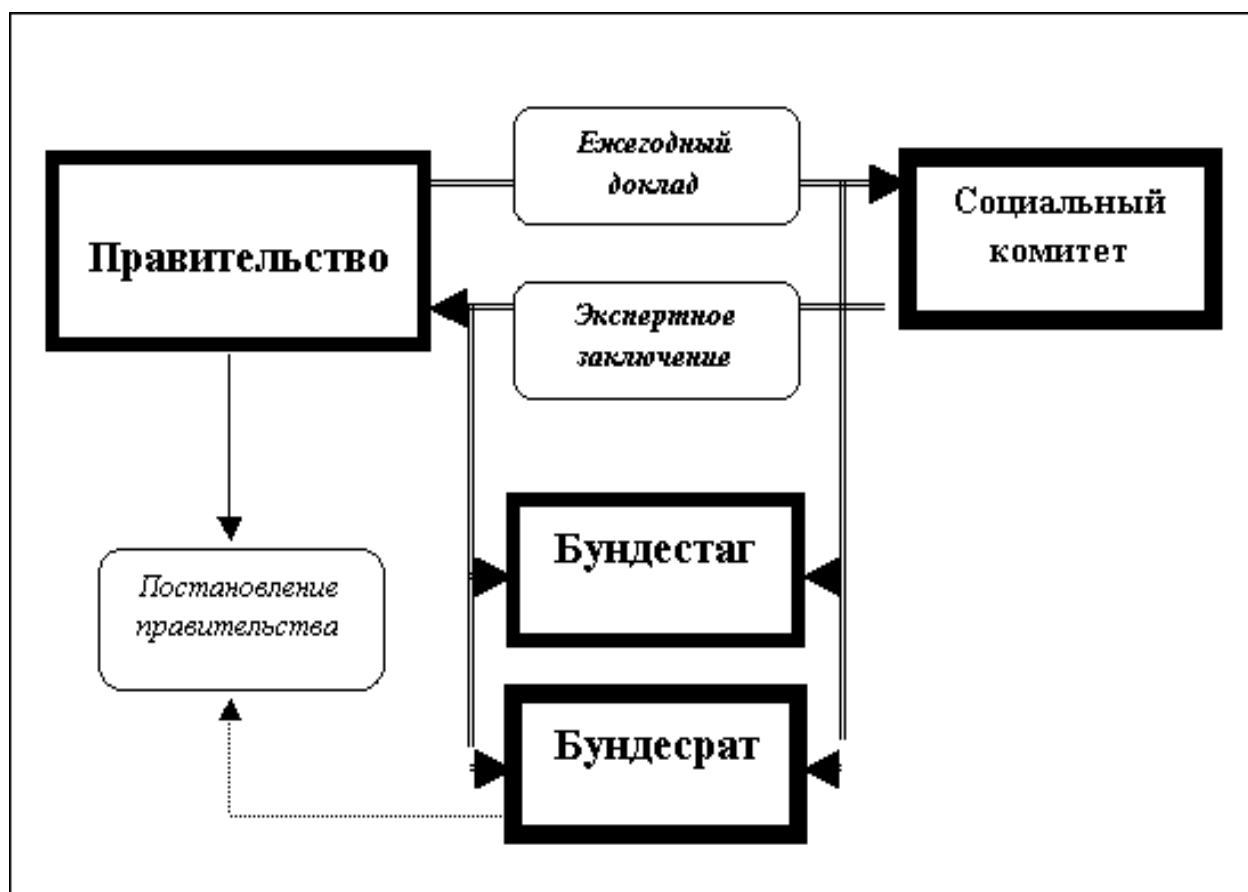 Ежегодный
доклад
Социальный
комитет
Правительство
Экспертное
заключение
Бундестаг
Постановление
правительства
Бундесрат